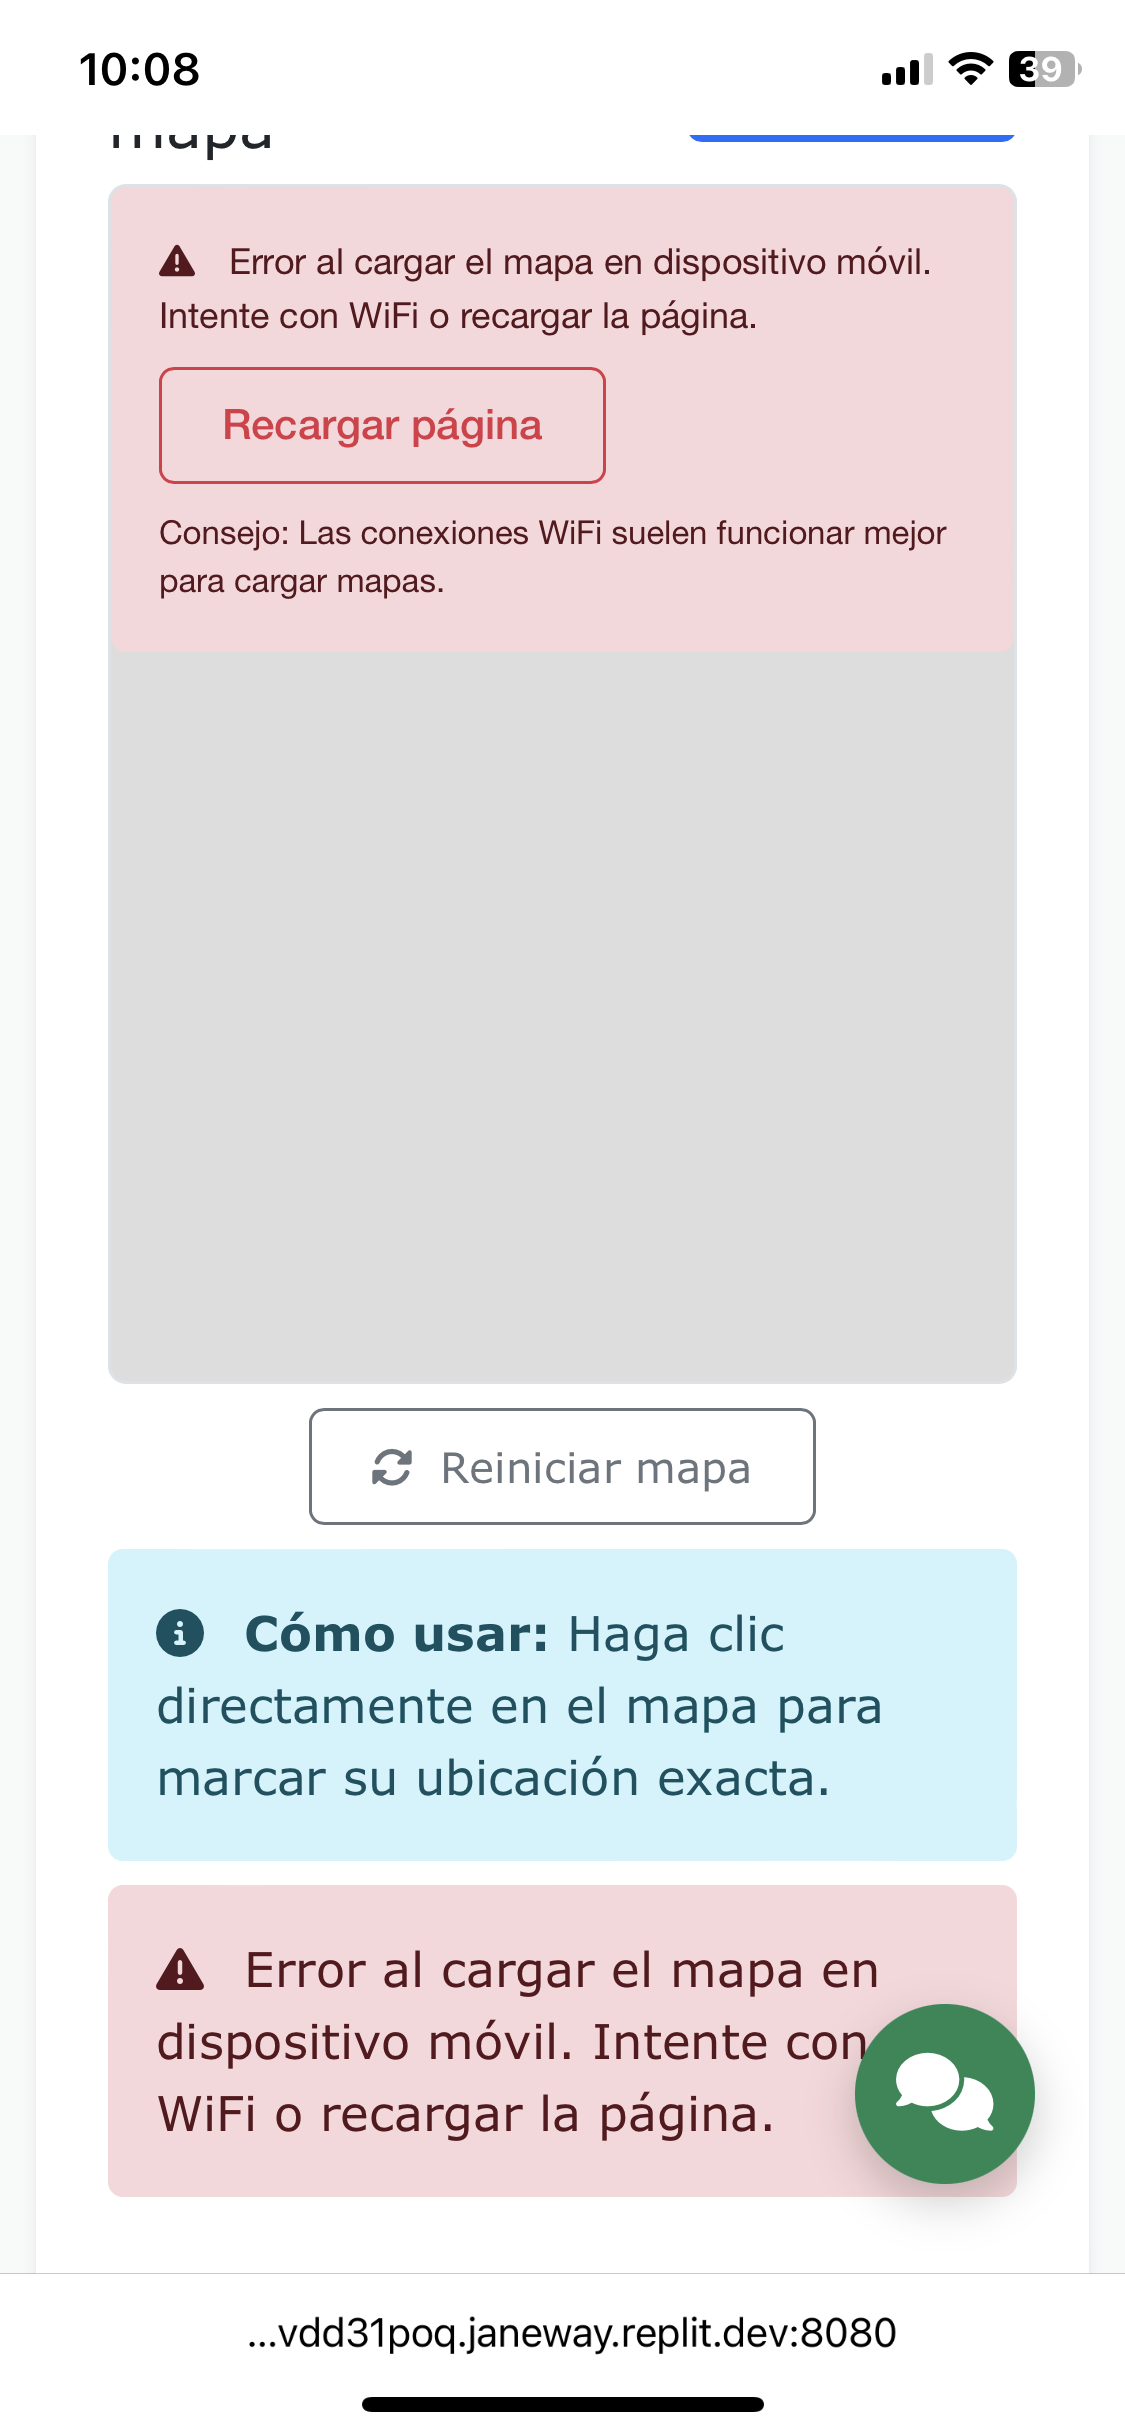 10:08
39
mapa
Error al cargar el mapa en dispositivo móvil.
Intente con WiFi o recargar la página.
Recargar página
Consejo: Las conexiones WiFi suelen funcionar mejor
para cargar mapas.
Reiniciar mapa
Cómo usar: Haga clic
directamente en el mapa para
marcar su ubicación exacta.
Error al cargar el mapa en
dispositivo móvil. Intente con
WiFi o recargar la página.
...vdd31poq.janeway.replit.dev:8080